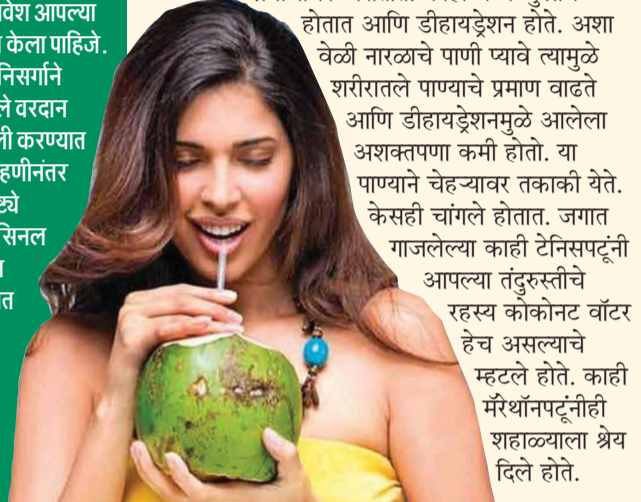 वेश आपल्या
केला पाहिजे.
निसर्गाने
ले वरदान
ली करण्यात
हणीनंतर
ट्ये
सिनल
त
होतात आणि डीहायड्रेशन होते. अशा
वेळी नारळाचे पाणी प्यावे त्यामुळे
शरीरातले पाण्याचे प्रमाण वाढते
आणि डीहायड्रेशनमुळे आलेला
अशक्तपणा कमी होतो. या
पाण्याने चेहऱ्यावर तकाकी येते.
केसही चांगले होतात. जगात
गाजलेल्या काही टेनिसपटूंनी
आपल्या तंदुरुस्तीचे
रहस्य कोकोनट वॉटर
हेच असल्याचे
म्हटले होते. काही
मॅरेथॉनपटूंनीही
शहाळ्याला श्रेय
दिले होते.